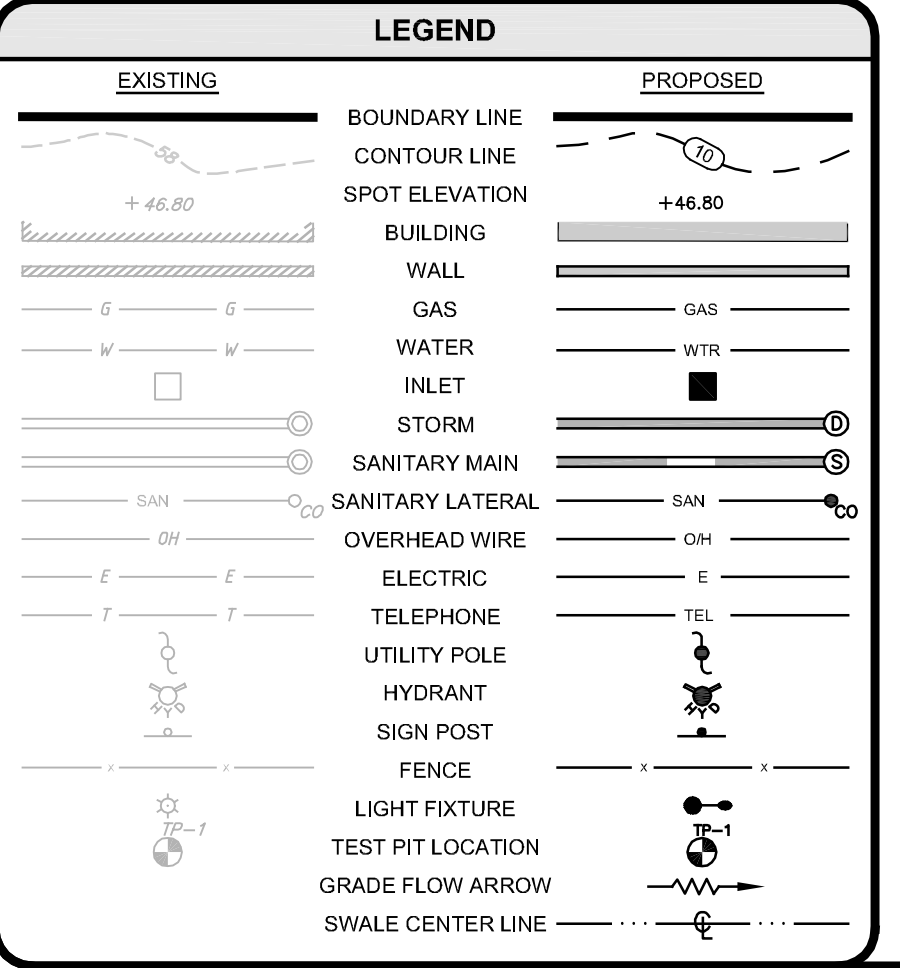 LEGEND
EXISTING PROPOSED
BOUNDARY LINE
58 CONTOUR LINE 10
+46.80 SPOT ELEVATION +46.80
BUILDING
WALL
G G GAS GAS
W W WATER WTR
INLET
STORM D
SANITARY MAIN S
SAN CO SANITARY LATERAL SAN CO
OH OVERHEAD WIRE O/H
E E ELECTRIC E
T T TELEPHONE TEL
UTILITY POLE
HYD HYDRANT HYD
SIGN POST
x x FENCE x x
LIGHT FIXTURE
TP-1 TEST PIT LOCATION TP-1
GRADE FLOW ARROW
SWALE CENTER LINE ℄